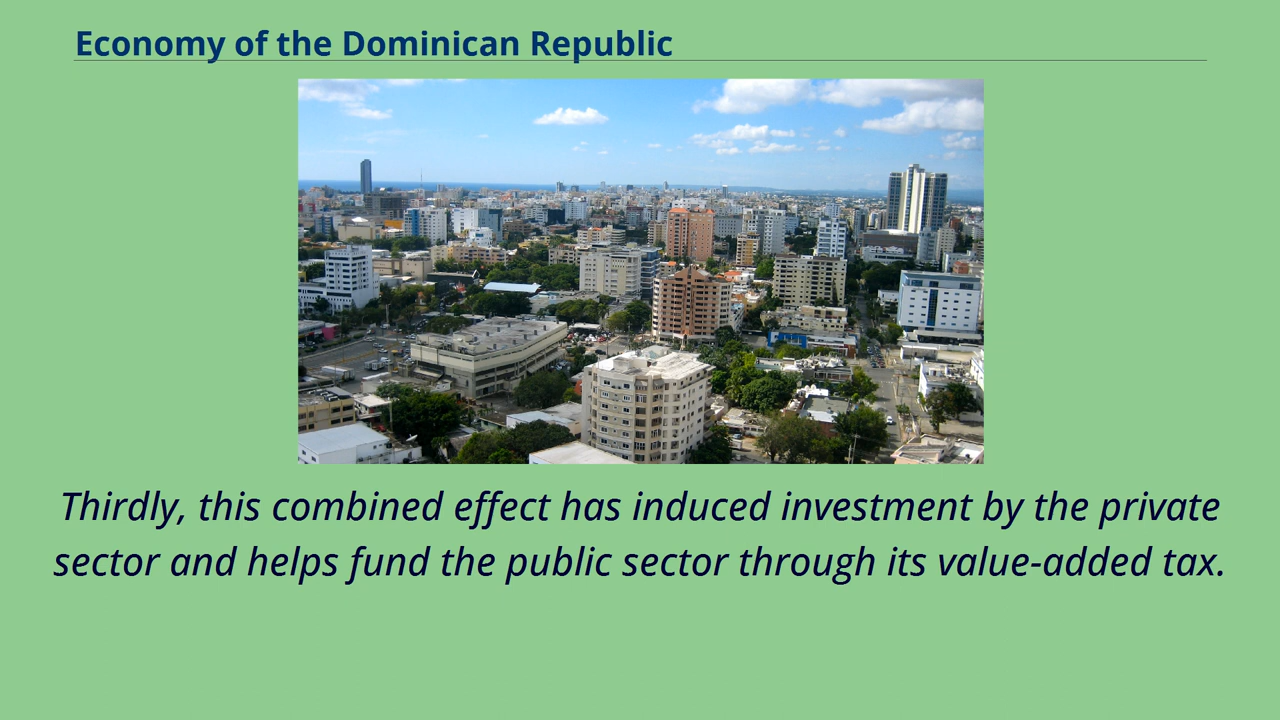 Economy of the Dominican Republic
Thirdly, this combined effect has induced investment by the private
sector and helps fund the public sector through its value-added tax.